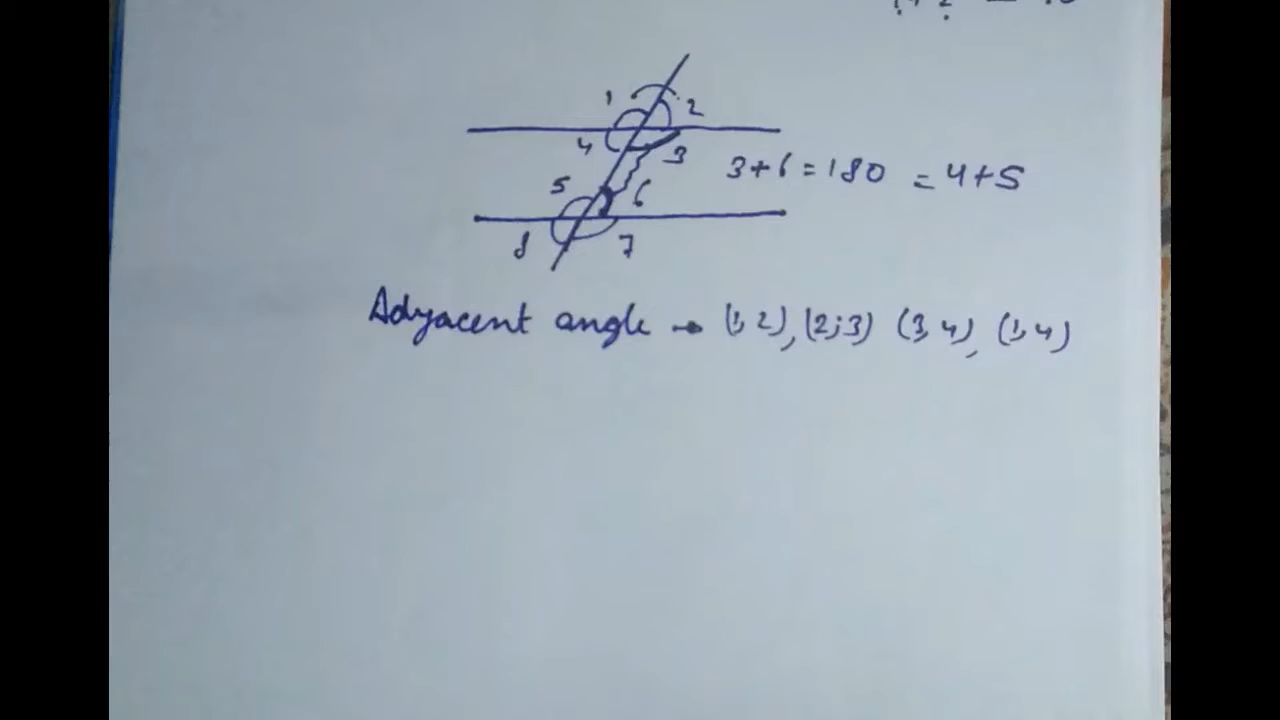 1 2
4 3
3+6=180 = 4+5
5 6
8 7
Adjacent angle → (1,2), (2,3) (3,4), (1,4)